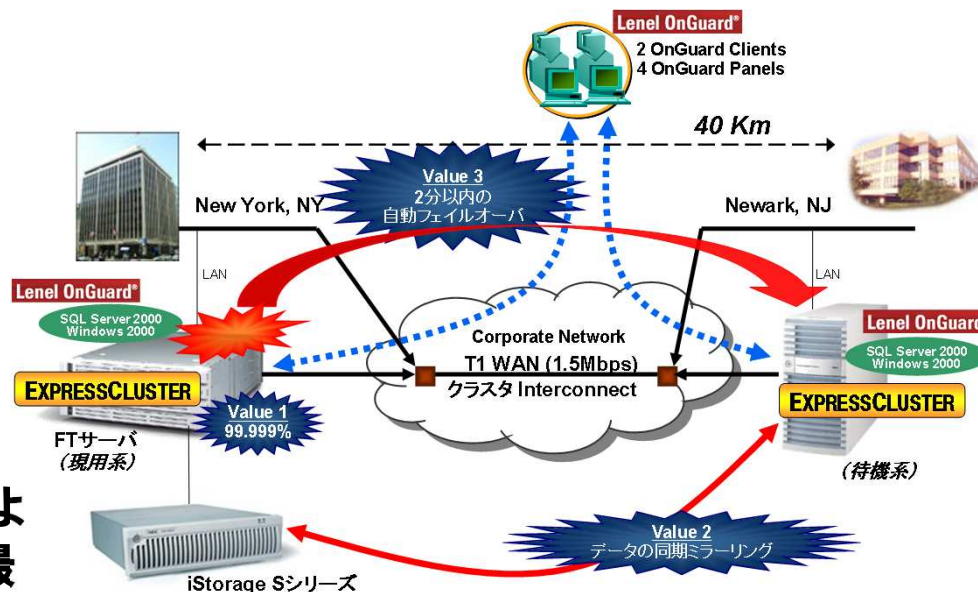 Lenel OnGuard®
2 OnGuard Clients
4 OnGuard Panels
40 Km
Value 3
2分以内の
自動フェイルオーバ
New York, NY
Newark, NJ
LAN
LAN
Lenel OnGuard®
SQL Server 2000
Windows 2000
Corporate Network
T1 WAN (1.5Mbps)
クラスタ Interconnect
Lenel OnGuard
SQL Server 2000
Windows 2000
EXPRESSCLUSTER
EXPRESSCLUSTER
Value 1
99.999%
FTサーバ
(現用系)
(待機系)
よ
最
Value 2
データの同期ミラーリング
iStorage Sシリーズ